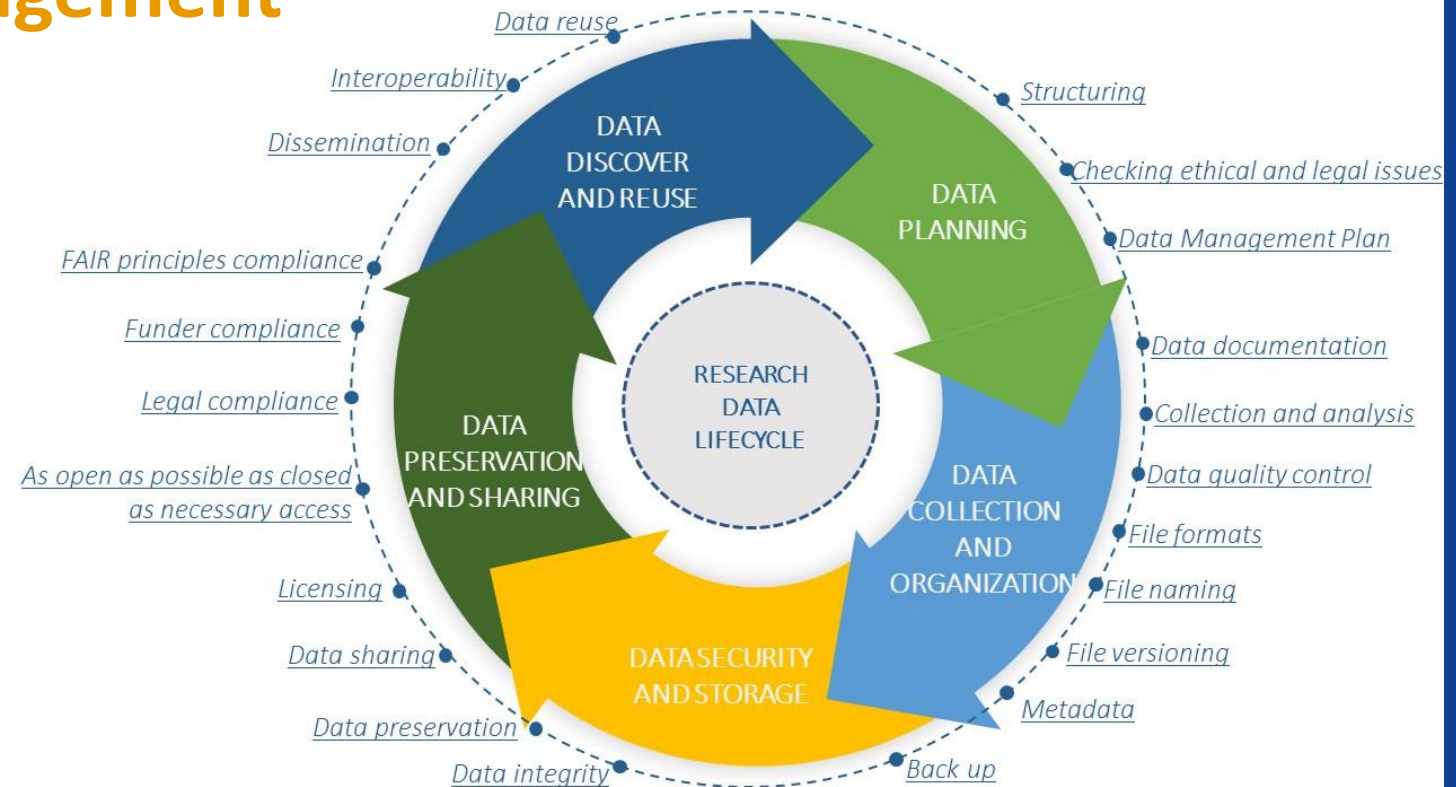 gement
Data reuse
Interoperability
Dissemination
FAIR principles compliance
Funder compliance
Legal compliance
As open as possible as closed
as necessary access
Licensing
Data sharing
Data preservation
Data integrity
Back up
Metadata
File versioning
File naming
File formats
Data quality control
Collection and analysis
Data documentation
Data Management Plan
Checking ethical and legal issues
Structuring
DATA
DISCOVER
AND REUSE
DATA
PLANNING
DATA
COLLECTION
AND
ORGANIZATION
DATA SECURITY
AND STORAGE
DATA
PRESERVATION
AND SHARING
RESEARCH
DATA
LIFECYCLE